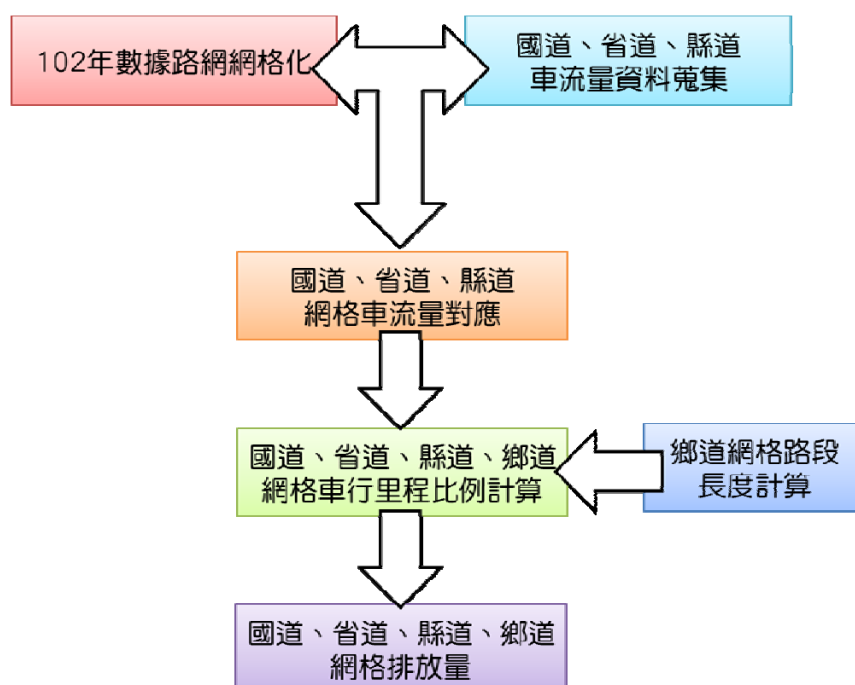 102年數據路網網格化
國道、省道、縣道
車流量資料蒐集
國道、省道、縣道
網格車流量對應
國道、省道、縣道、鄉道
網格車行里程比例計算
鄉道網格路段
長度計算
國道、省道、縣道、鄉道
網格排放量